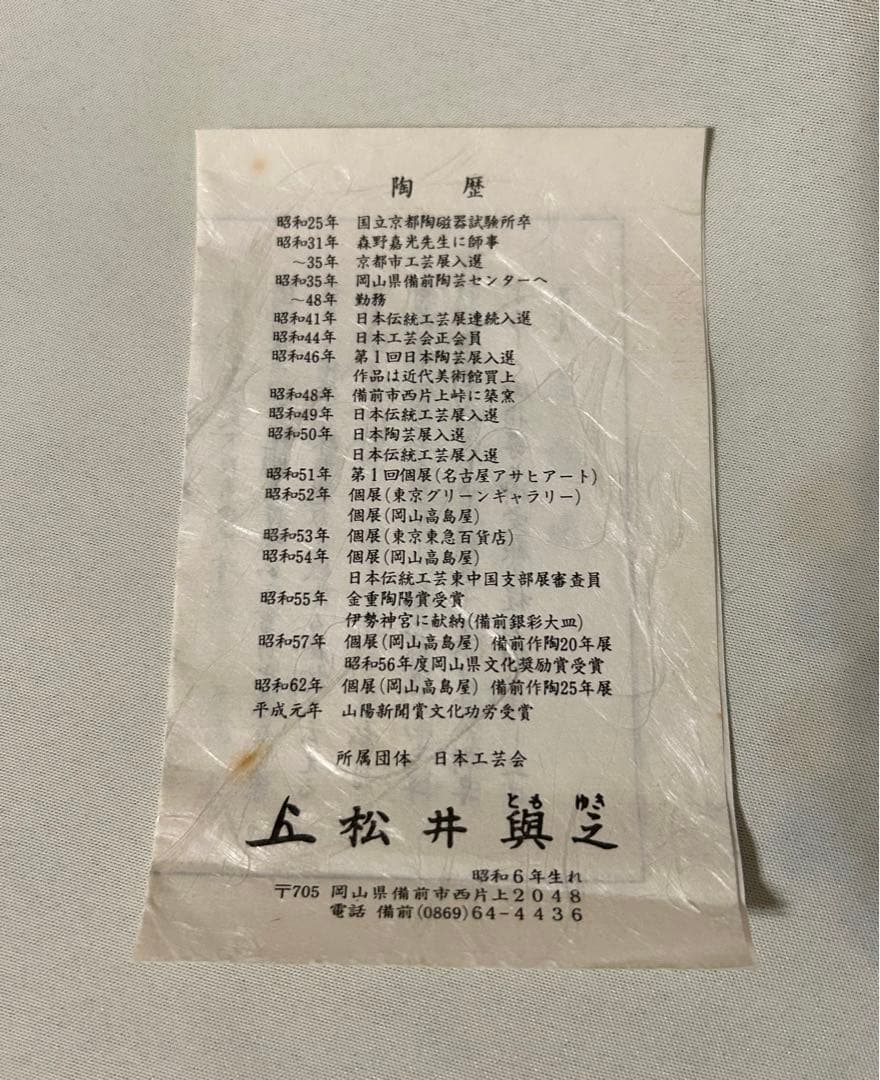 陶歴
昭和25年 国立京都陶磁器試験所卒
昭和31年 森野嘉光先生に師事
～35年 京都市工芸展入選
昭和35年 岡山県備前陶芸センターへ
～48年 勤務
昭和41年 日本伝統工芸展連続入選
昭和44年 日本工芸会正会員
昭和46年 第1回日本陶芸展入選
作品は近代美術館買上
昭和48年 備前市西片上峠に築窯
昭和49年 日本伝統工芸展入選
昭和50年 日本陶芸展入選
日本伝統工芸展入選
昭和51年 第1回個展(名古屋アサヒアート)
昭和52年 個展(東京グリーンギャラリー)
個展(岡山高島屋)
昭和53年 個展(東京東急百貨店)
昭和54年 個展(岡山高島屋)
日本伝統工芸東中国支部展審査員
昭和55年 金重陶陽賞受賞
伊勢神宮に献納(備前銀彩大皿)
昭和57年 個展(岡山高島屋) 備前作陶20年展
昭和56年度岡山県文化奨励賞受賞
昭和62年 個展(岡山高島屋) 備前作陶25年展
平成元年 山陽新聞賞文化功労受賞
所属団体 日本工芸会
とも ゆき
松井與之
昭和6年生れ
〒705 岡山県備前市西片上2048
電話 備前(0869)64-4436